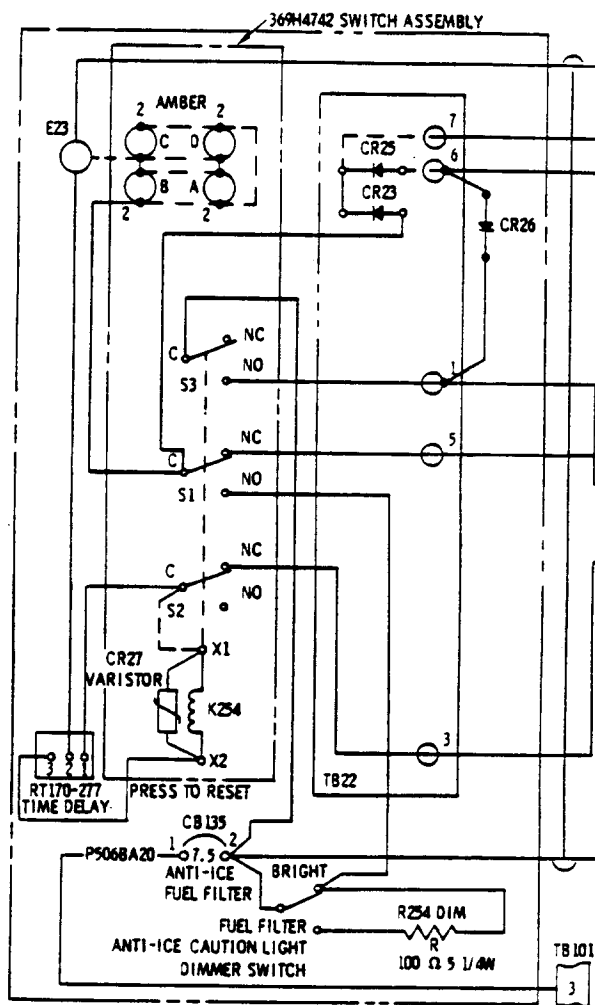 369H4742 SWITCH ASSEMBLY
AMBER
2 2
E23
C D
B A
2 2
7
CR25
6
CR23
CR26
NC
C
NO
1
S3
NC
5
C
NO
S1
NC
C
NO
S2
X1
CR27
VARISTOR
K254
X2
3
3 2 1
TB22
RT170-277
TIME DELAY
PRESS TO RESET
CB135
1 2
P506BA20
7.5
ANTI-ICE
FUEL FILTER
BRIGHT
R254 DIM
R
100 Ω 5 1/4W
FUEL FILTER
ANTI-ICE CAUTION LIGHT
DIMMER SWITCH
TB101
3